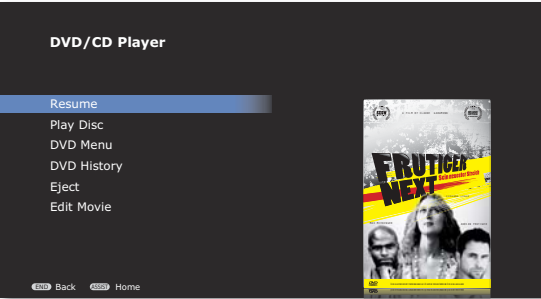 DVD/CD Player
Resume
Play Disc
DVD Menu
DVD History
Eject
Edit Movie
FRUTIGER
NEXT
END Back ASSIST Home